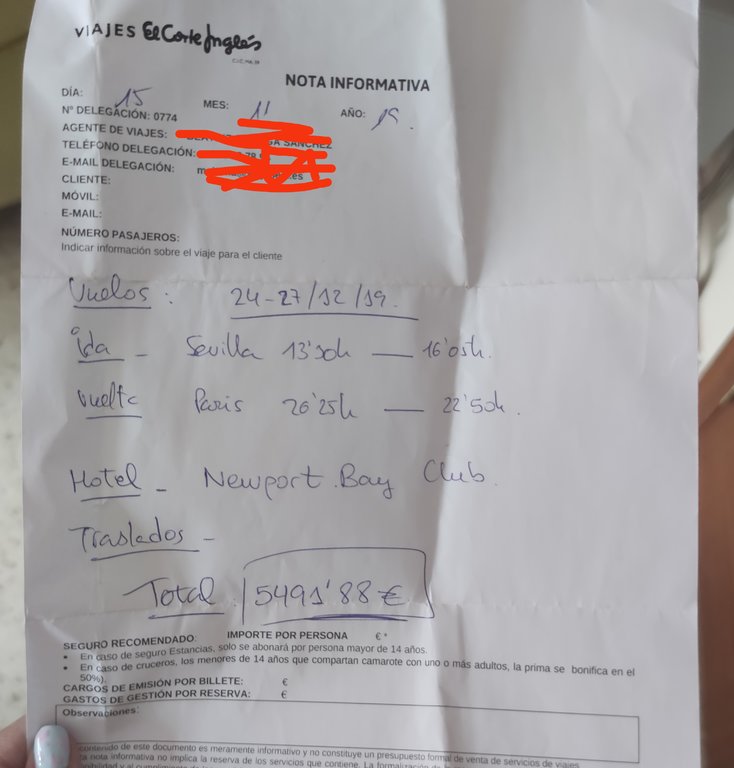 VIAJES El Corte Inglés
NOTA INFORMATIVA
DÍA: 15 MES: 11 AÑO: 19.
Nº DELEGACIÓN: 0774
AGENTE DE VIAJES: SANCHEZ
TELÉFONO DELEGACIÓN:
E-MAIL DELEGACIÓN: .es
CLIENTE:
MÓVIL:
E-MAIL:
NÚMERO PASAJEROS:
Indicar información sobre el viaje para el cliente
Vuelos: 24-27/12/19.
ida - Sevilla 13'30h — 16'05h.
Vuelta Paris 20'25h — 22'50h.
Hotel - Newport Bay Club.
Traslados -
Total 5491'88 €
SEGURO RECOMENDADO: IMPORTE POR PERSONA €*
• En caso de seguro Estancias, solo se abonará por persona mayor de 14 años.
• En caso de cruceros, los menores de 14 años que compartan camarote con uno o más adultos, la prima se bonifica en el
50%).
CARGOS DE EMISIÓN POR BILLETE: €
GASTOS DE GESTIÓN POR RESERVA: €
Observaciones:
contenido de este documento es meramente informativo y no constituye un presupuesto formal de venta de servicios de viajes.
nota informativa no implica la reserva de los servicios que contiene. La formalización de